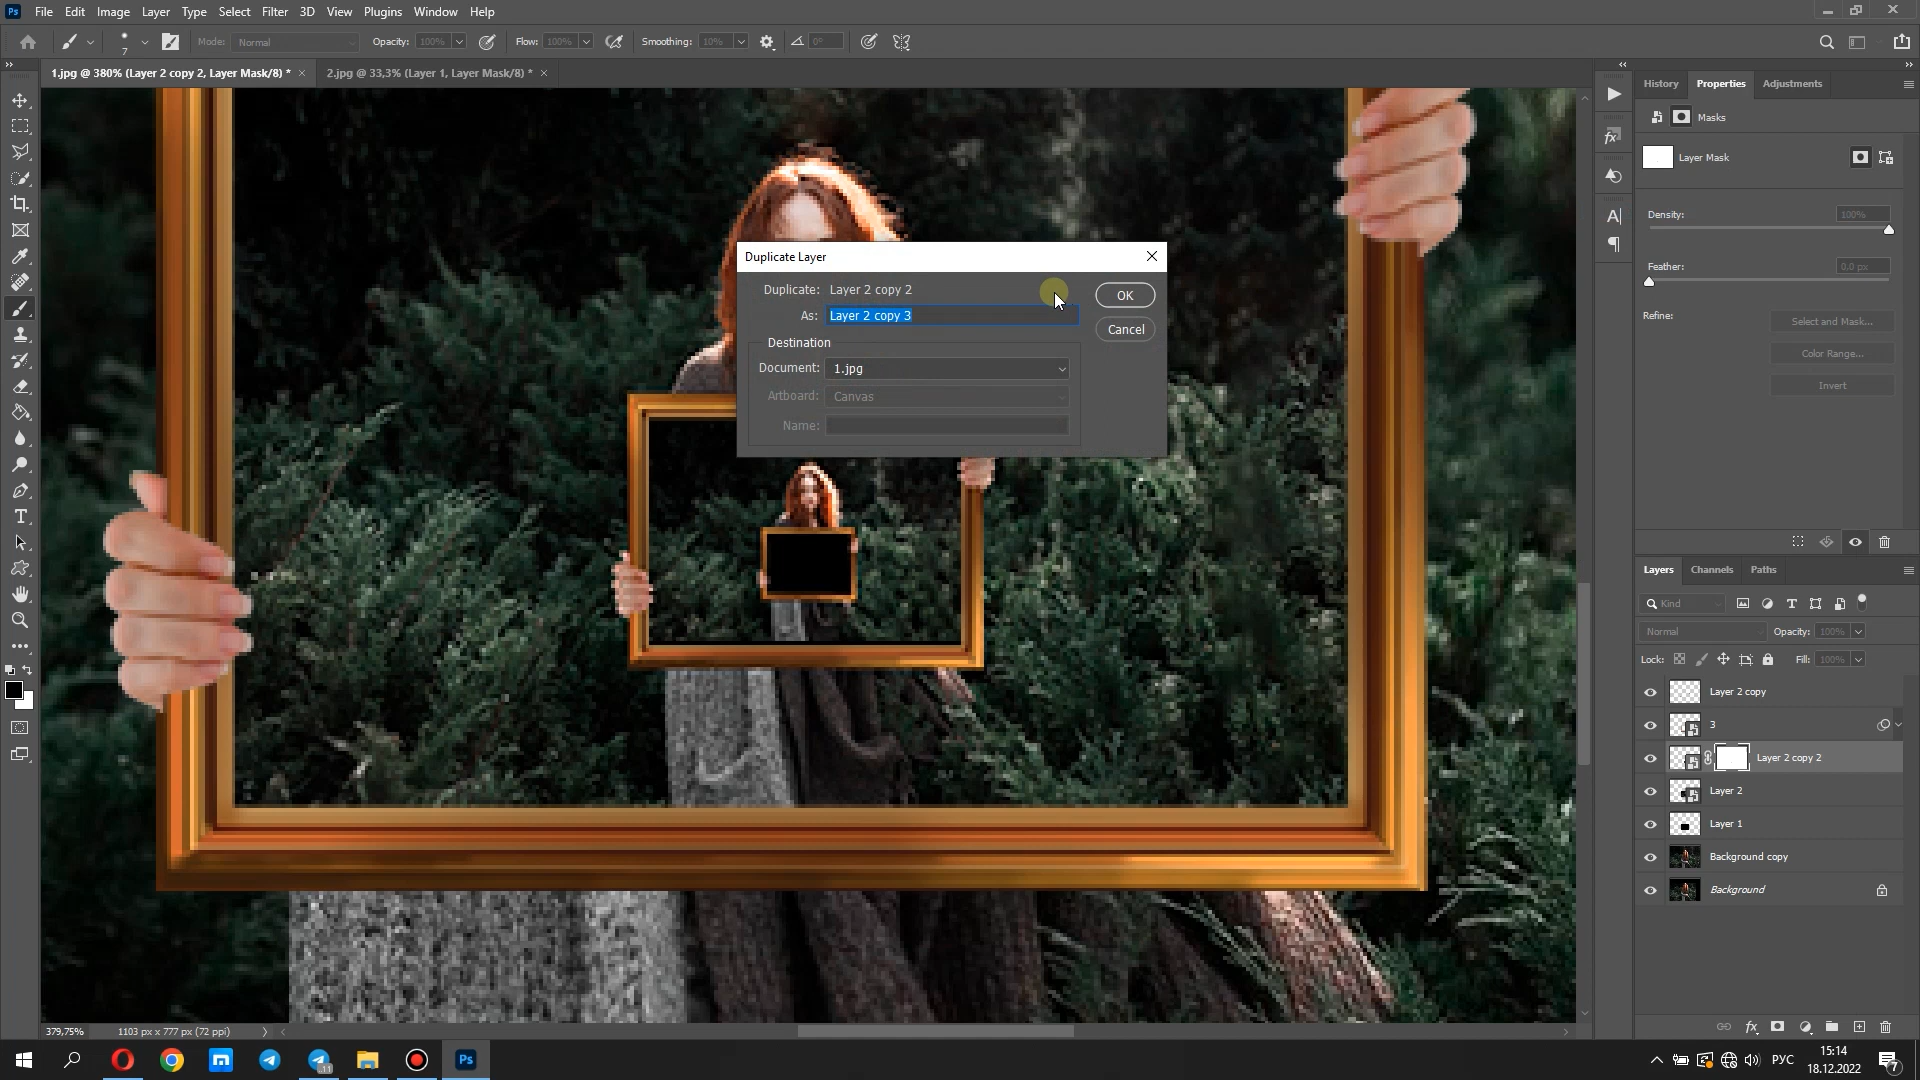 Ps File Edit Image Layer Type Select Filter 3D View Plugins Window Help
7 Mode: Normal Opacity: 100% Flow: 100% Smoothing: 10% 0°
1.jpg @ 380% (Layer 2 copy 2, Layer Mask/8) * × 2.jpg @ 33,3% (Layer 1, Layer Mask/8) * ×
History Properties Adjustments
Masks
Layer Mask
Density: 100%
Feather: 0,0 px
Refine: Select and Mask...
Color Range...
Invert
Duplicate Layer
Duplicate: Layer 2 copy 2
As: Layer 2 copy 3
OK
Cancel
Destination
Document: 1.jpg
Artboard: Canvas
Name:
Layers Channels Paths
Kind
Normal Opacity: 100%
Lock: Fill: 100%
Layer 2 copy
3
Layer 2 copy 2
Layer 2
Layer 1
Background copy
Background
379,75% 1103 px x 777 px (72 ppi)
Ps
11
РУС
15:14
18.12.2022
7